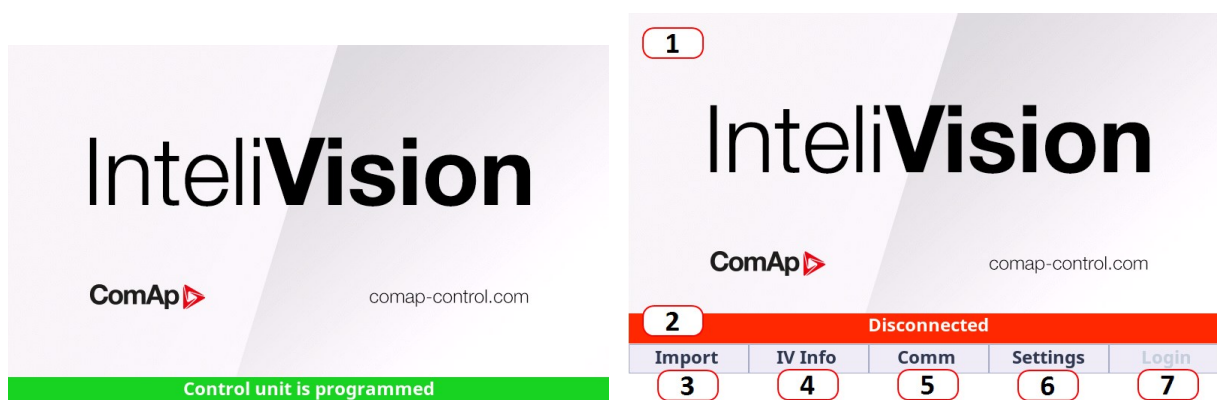 InteliVision
ComAp
comap-control.com
Control unit is programmed
1
InteliVision
ComAp
comap-control.com
2
Disconnected
Import
IV Info
Comm
Settings
Login
3
4
5
6
7